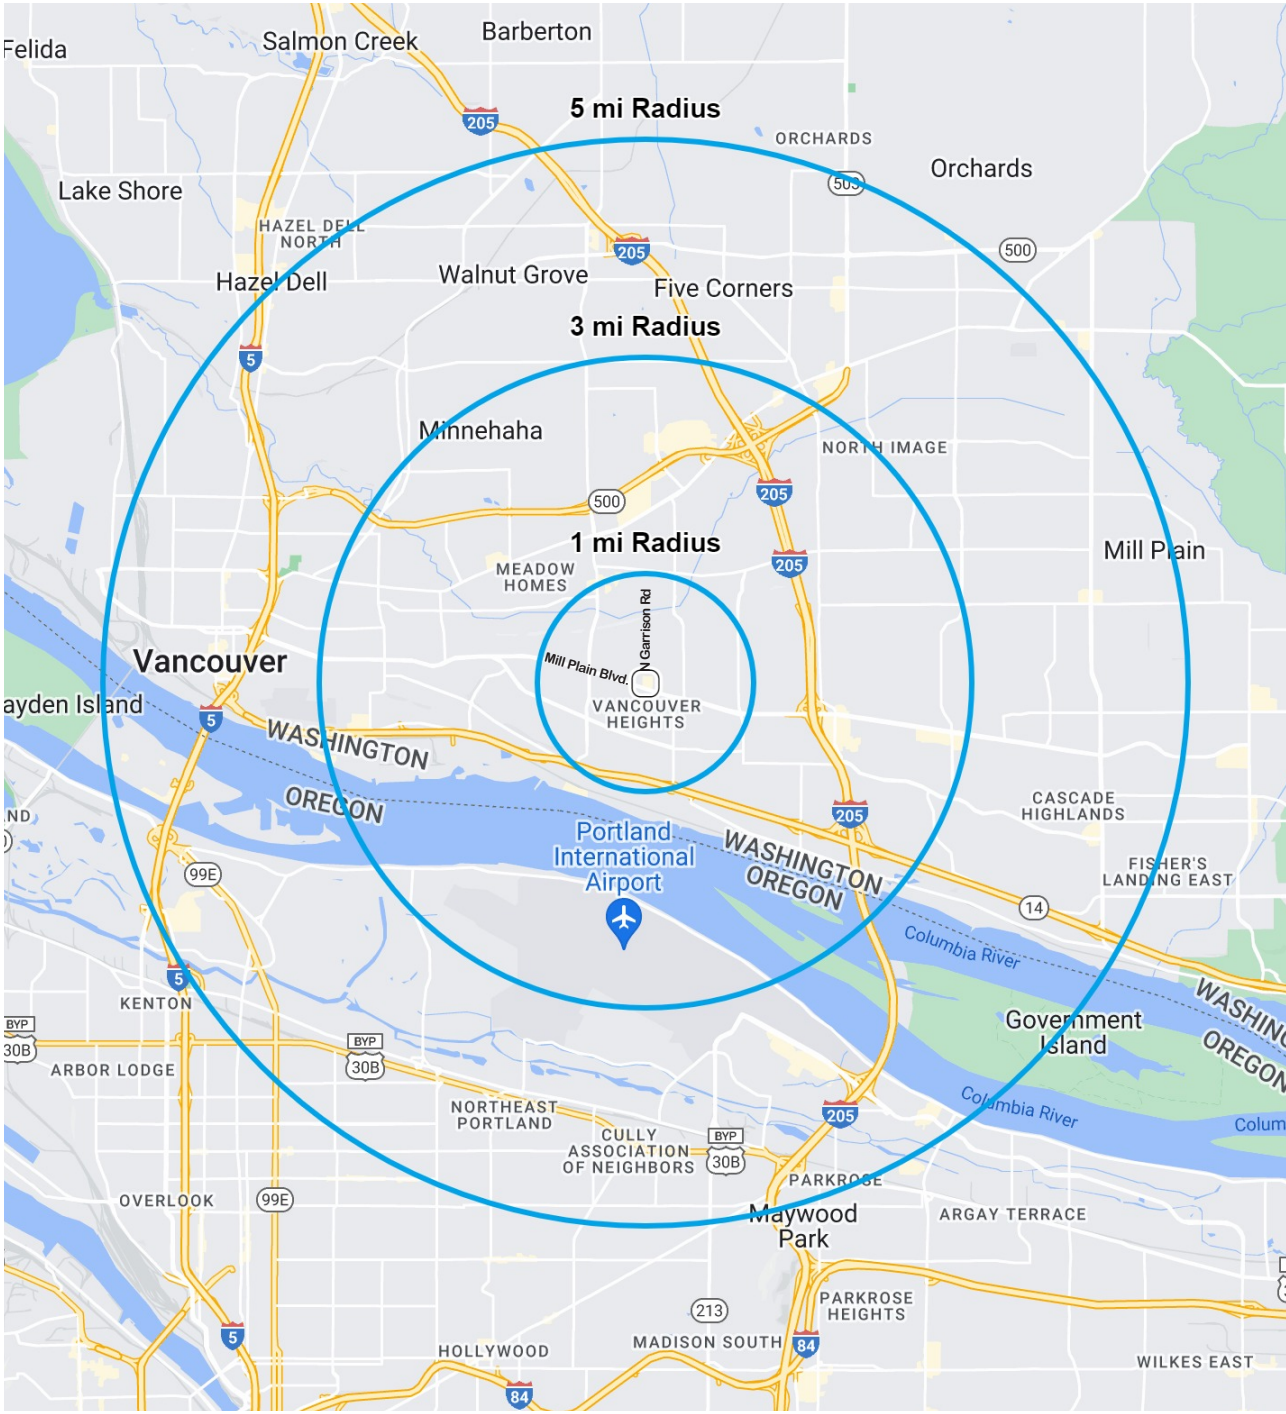 Felida
Salmon Creek
Barberton
205
5 mi Radius
ORCHARDS
Orchards
503
Lake Shore
HAZEL DELL
NORTH
205
500
Hazel Dell
Walnut Grove
Five Corners
3 mi Radius
5
Minnehaha
NORTH IMAGE
205
500
1 mi Radius
Mill Plain
205
MEADOW
HOMES
N Garrison Rd
Mill Plain Blvd.
Vancouver
ayden Island
5
VANCOUVER
HEIGHTS
WASHINGTON
OREGON
ND
CASCADE
HIGHLANDS
205
Portland
International
Airport
WASHINGTON
OREGON
FISHER'S
LANDING EAST
99E
14
Columbia River
5
KENTON
WASHING
OREGON
Government
Island
BYP
30B
BYP
30B
ARBOR LODGE
Columbia River
205
Colum
NORTHEAST
PORTLAND
CULLY
ASSOCIATION
OF NEIGHBORS
BYP
30B
PARKROSE
OVERLOOK
99E
Maywood
Park
ARGAY TERRACE
213
PARKROSE
HEIGHTS
5
MADISON SOUTH
84
HOLLYWOOD
WILKES EAST
84